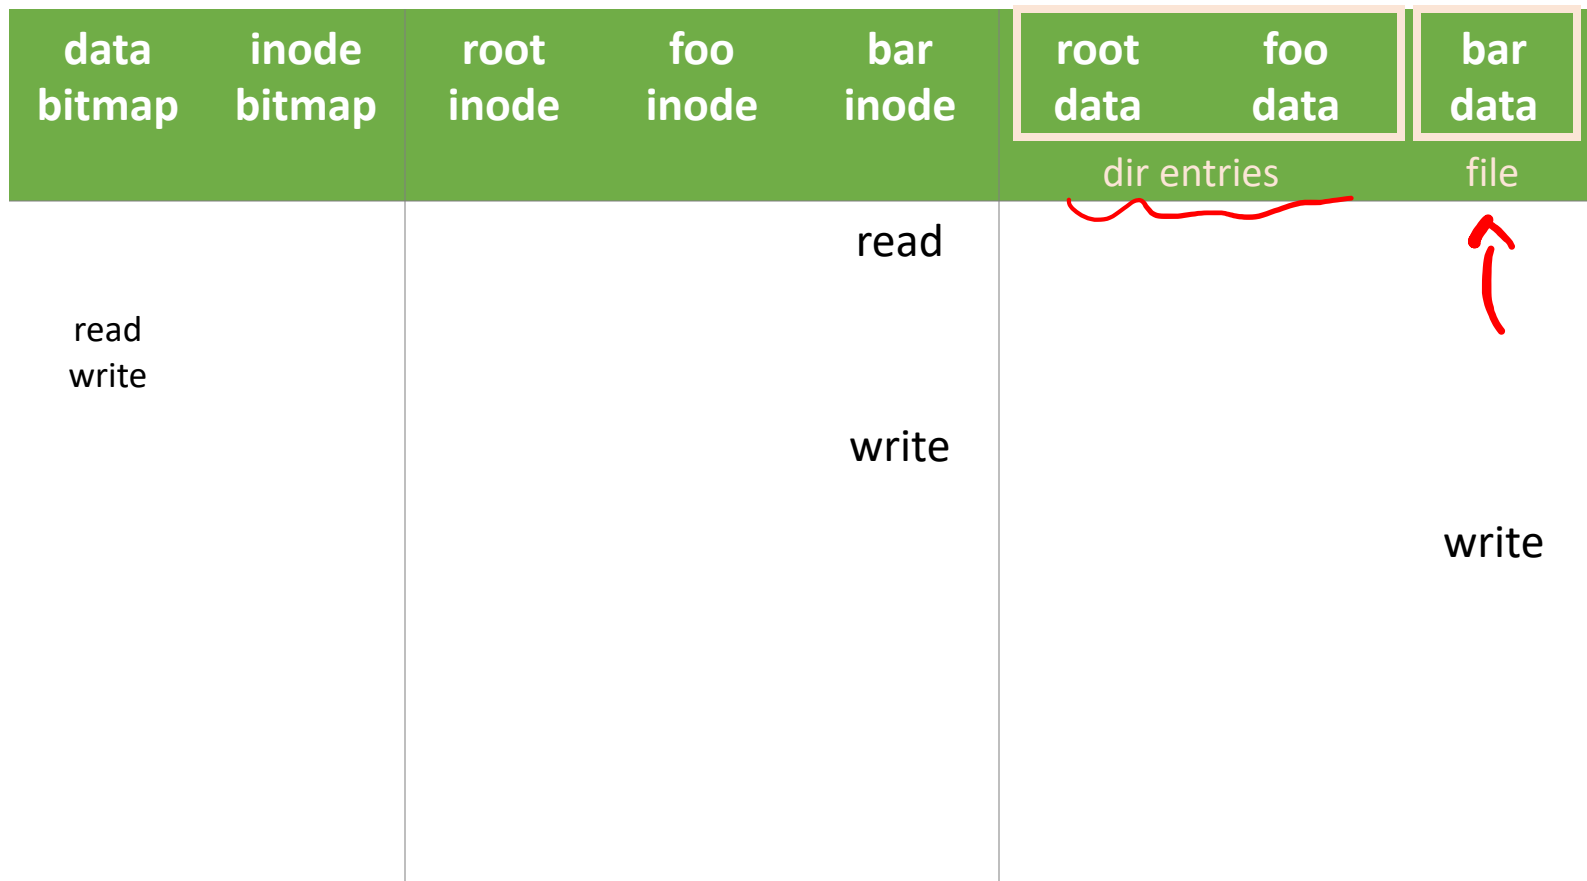 data inode root foo bar root foo bar
bitmap bitmap inode inode inode data data data
dir entries file
read
read
write
write
write